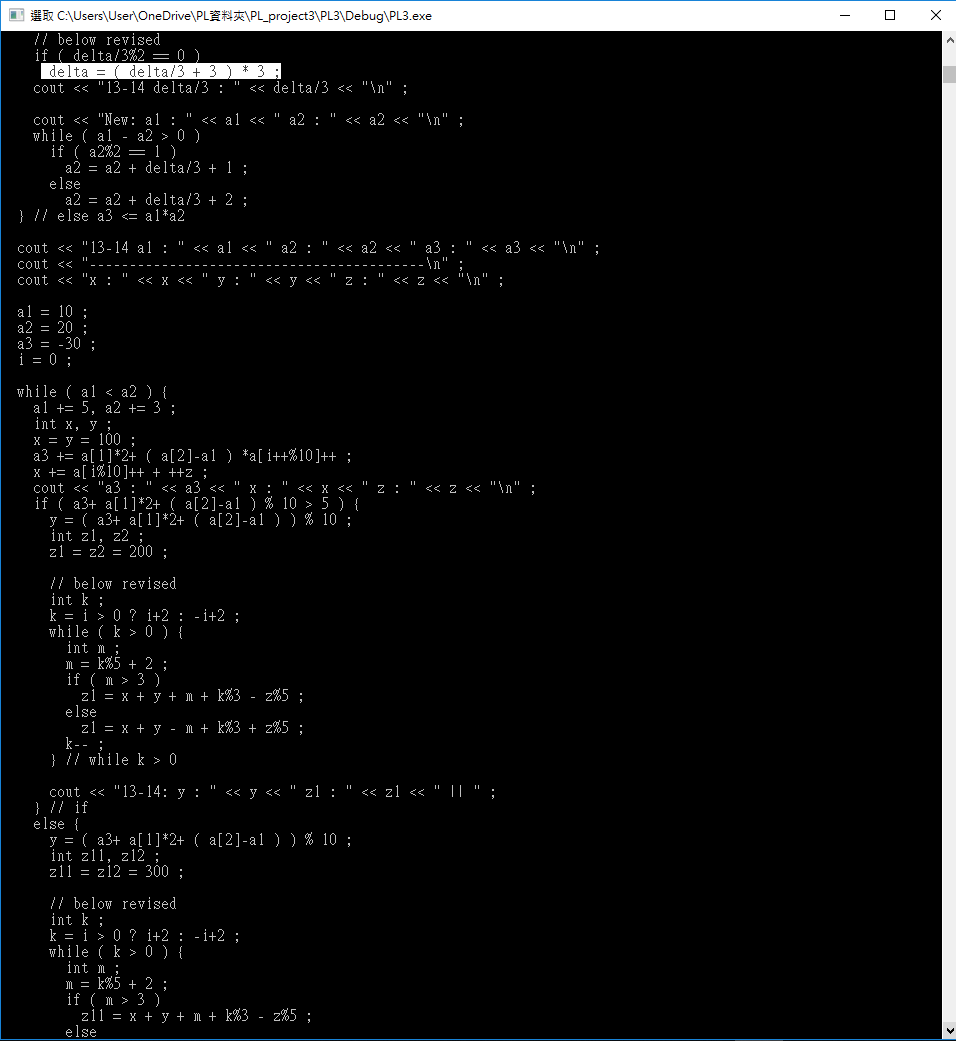 選取 C:\Users\User\OneDrive\PL資料夾\PL_project3\PL3\Debug\PL3.exe
// below revised
if ( delta/3%2 == 0 )
delta = ( delta/3 + 3 ) * 3 ;
cout << "13-14 delta/3 : " << delta/3 << "\n" ;
cout << "New: a1 : " << a1 << " a2 : " << a2 << "\n" ;
while ( a1 - a2 > 0 )
if ( a2%2 == 1 )
a2 = a2 + delta/3 + 1 ;
else
a2 = a2 + delta/3 + 2 ;
} // else a3 <= a1*a2
cout << "13-14 a1 : " << a1 << " a2 : " << a2 << " a3 : " << a3 << "\n" ;
cout << "------------------------------------------\n" ;
cout << "x : " << x << " y : " << y << " z : " << z << "\n" ;
a1 = 10 ;
a2 = 20 ;
a3 = -30 ;
i = 0 ;
while ( a1 < a2 ) {
a1 += 5, a2 += 3 ;
int x, y ;
x = y = 100 ;
a3 += a[1]*2+ ( a[2]-a1 ) *a[i++%10]++ ;
x += a[i%10]++ + ++z ;
cout << "a3 : " << a3 << " x : " << x << " z : " << z << "\n" ;
if ( a3+ a[1]*2+ ( a[2]-a1 ) % 10 > 5 ) {
y = ( a3+ a[1]*2+ ( a[2]-a1 ) ) % 10 ;
int z1, z2 ;
z1 = z2 = 200 ;
// below revised
int k ;
k = i > 0 ? i+2 : -i+2 ;
while ( k > 0 ) {
int m ;
m = k%5 + 2 ;
if ( m > 3 )
z1 = x + y + m + k%3 - z%5 ;
else
z1 = x + y - m + k%3 + z%5 ;
k-- ;
} // while k > 0
cout << "13-14: y : " << y << " z1 : " << z1 << " || " ;
} // if
else {
y = ( a3+ a[1]*2+ ( a[2]-a1 ) ) % 10 ;
int z11, z12 ;
z11 = z12 = 300 ;
// below revised
int k ;
k = i > 0 ? i+2 : -i+2 ;
while ( k > 0 ) {
int m ;
m = k%5 + 2 ;
if ( m > 3 )
z11 = x + y + m + k%3 - z%5 ;
else